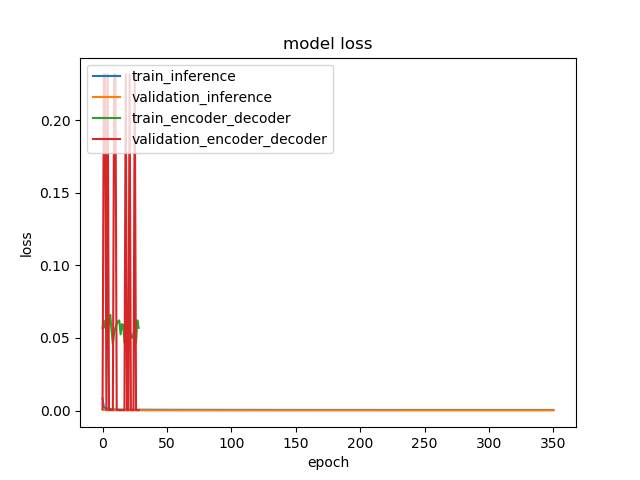 model loss
train_inference
validation_inference
train_encoder_decoder
validation_encoder_decoder
0.20
0.15
0.10
0.05
0.00
loss
0 50 100 150 200 250 300 350
epoch